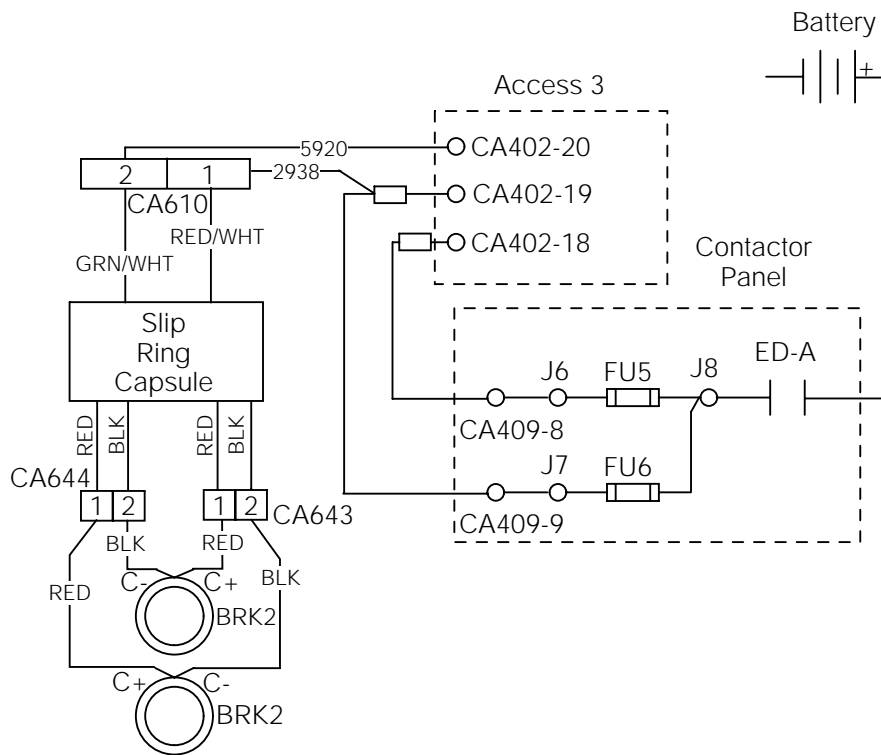 Battery
+
Access 3
5920
CA402-20
2 1
2938
CA610
CA402-19
RED/WHT
CA402-18
GRN/WHT
Contactor
Panel
Slip
Ring
Capsule
ED-A
J6 FU5 J8
CA409-8
RED BLK RED BLK
J7 FU6
CA644
1 2 1 2
CA643
CA409-9
BLK RED
RED C- C+ BLK
BRK2
C+ C-
BRK2